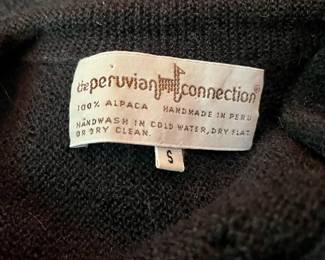 the peruvian connection®
100% ALPACA HANDMADE IN PERU
HANDWASH IN COLD WATER, DRY FLAT
OR DRY CLEAN.
S